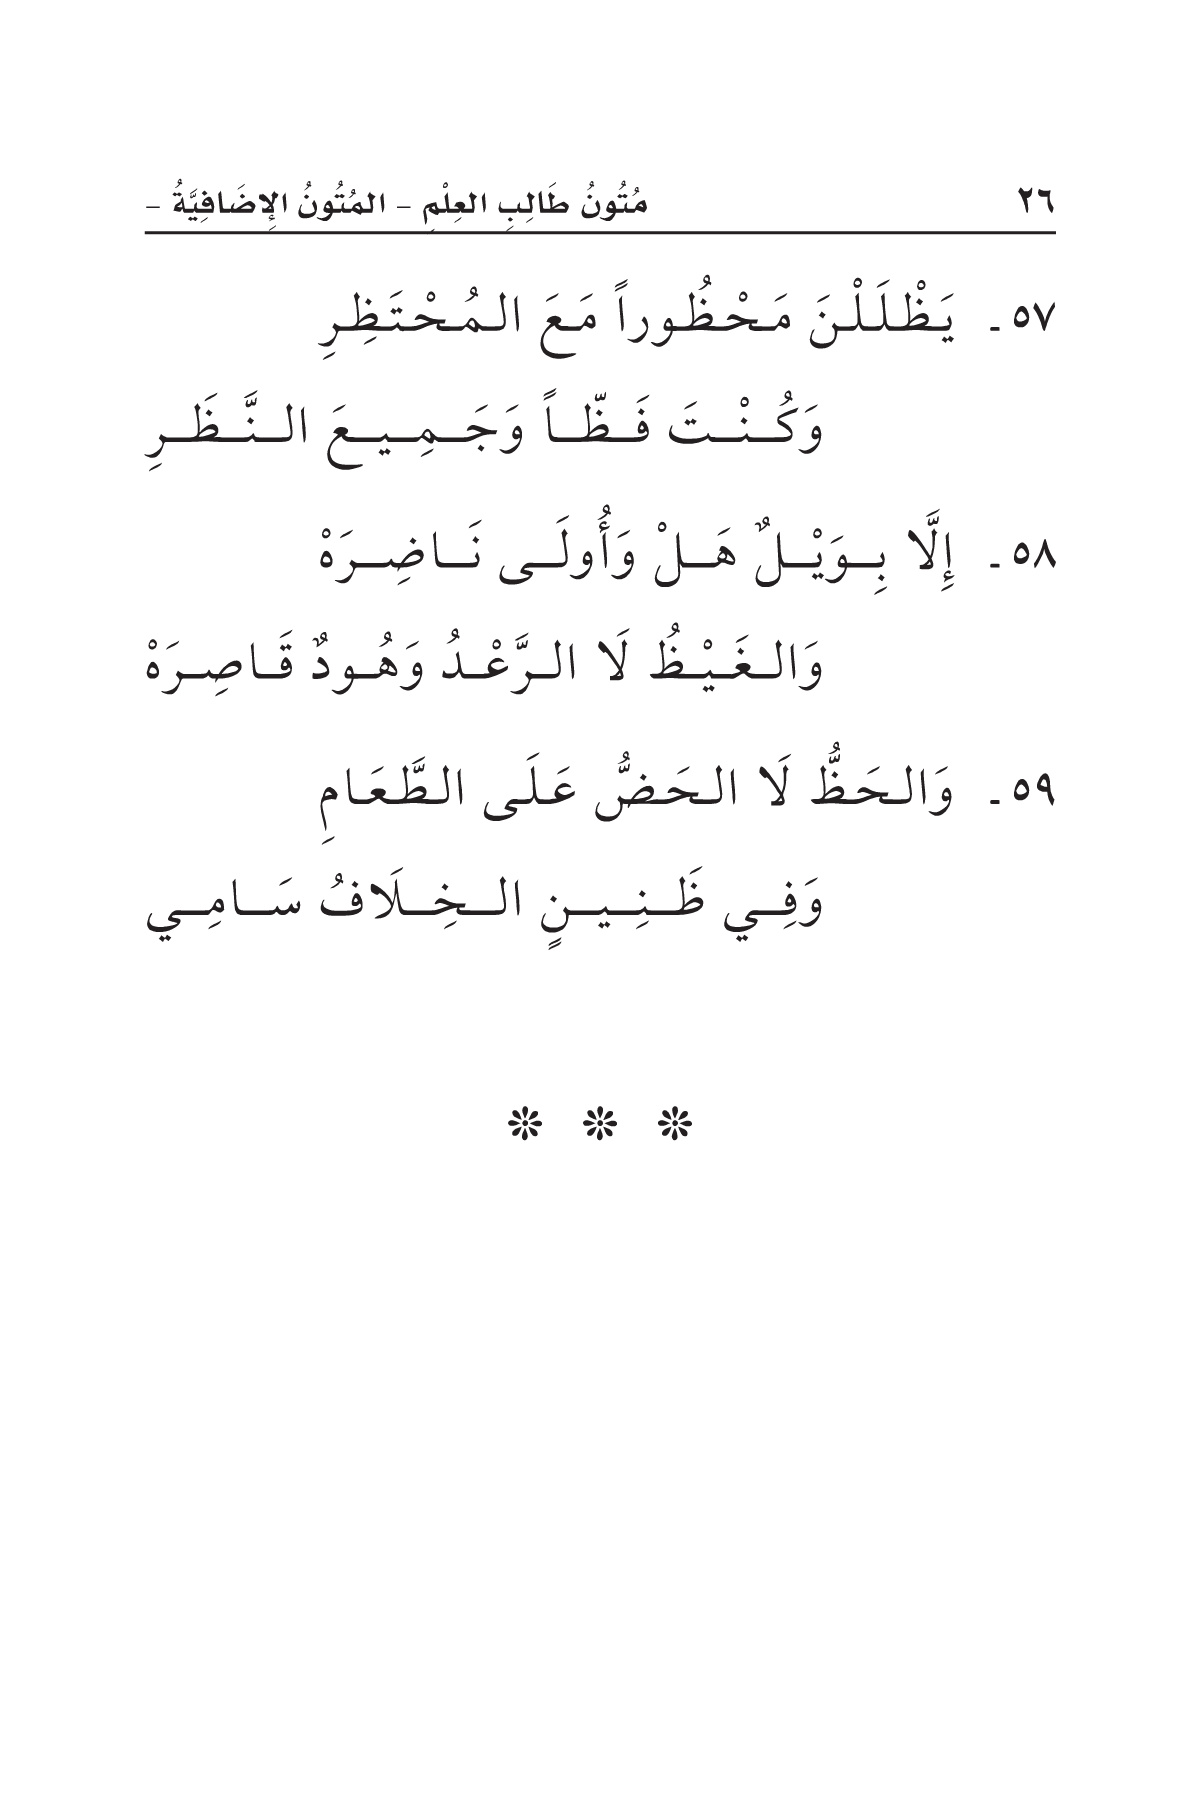 ٢٦ مُتُونُ طَالِبِ العِلْمِ – المُتُونُ الإِضَافِيَّةُ –
٥٧ ـ يَظْلَلْنَ مَحْظُوراً مَعَ المُحْتَظِرِ
وَكُنْتَ فَظّاً وَجَمِيعَ النَّظَرِ
٥٨ ـ إِلَّا بِوَيْلٌ هَلْ وَأُولَى نَاضِرَهْ
وَالغَيْظُ لَا الرَّعْدُ وَهُودٌ قَاصِرَهْ
٥٩ ـ وَالحَظُّ لَا الحَضُّ عَلَى الطَّعَامِ
وَفِي ظَنِينٍ الخِلَافُ سَامِي